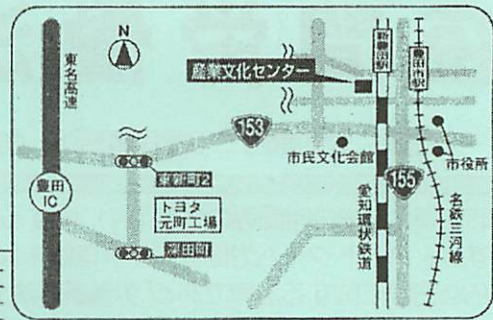 N
東名高速
産業文化センター
新豊田駅
豊田市駅
153
市民文化会館
市役所
東新町2
豊田
IC
トヨタ
元町工場
155
愛知環状鉄道
名鉄三河線
深田町